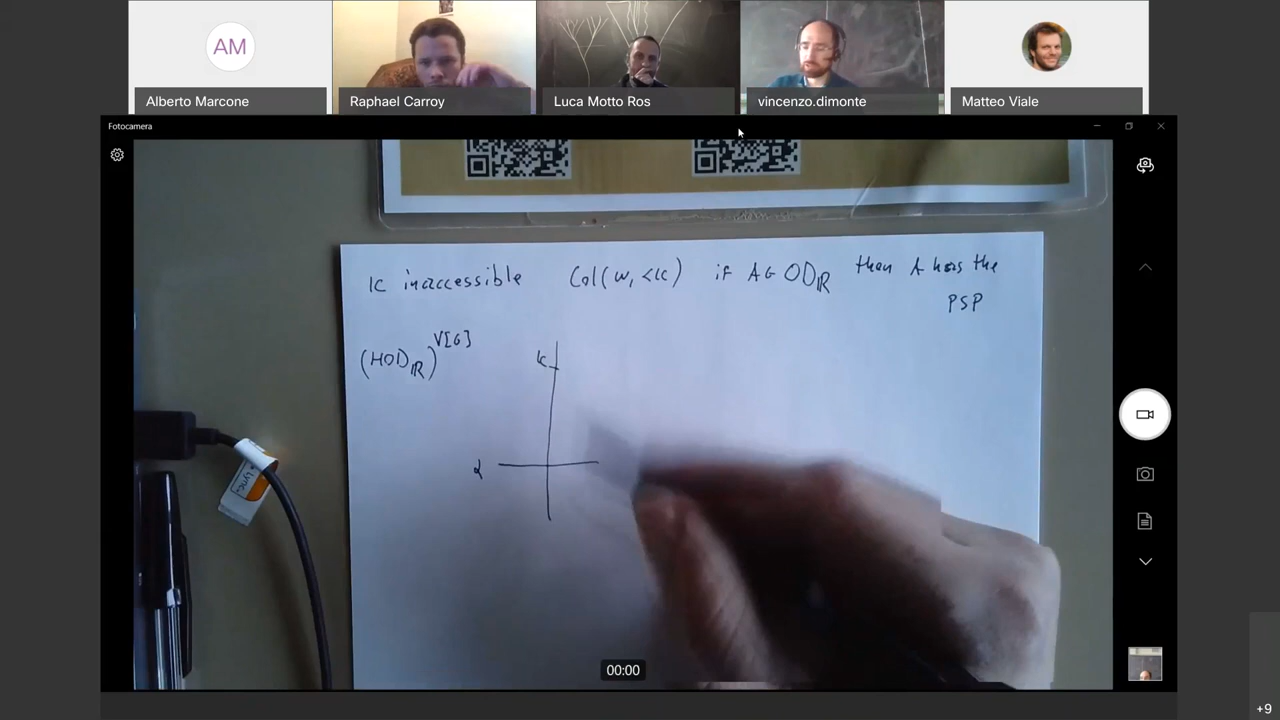 AM
Alberto Marcone
Raphael Carroy
Luca Motto Ros
vincenzo.dimonte
Matteo Viale
Fotocamera
κ inaccessible Col(ω, <κ) if A∈ OD_ℝ then A has the
PSP
(HOD_ℝ)^V[G]
κ
α
00:00
+9